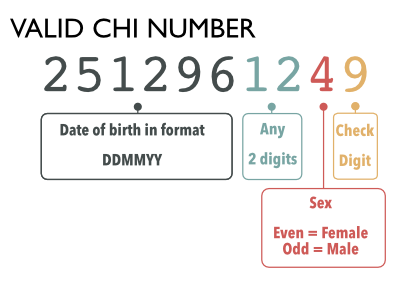 VALID CHI NUMBER
2512961249
Date of birth in format
DDMMYY
Any
2 digits
Check
Digit
Sex
Even = Female
Odd = Male